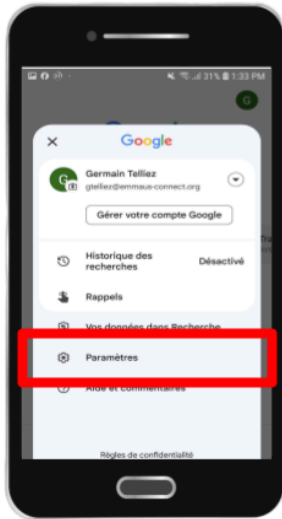 31% 1:33 PM
G
Google
G
Germain Telliez
gtelliez@emmaus-connect.org
Gérer votre compte Google
Historique des
recherches
Désactivé
Rappels
Vos données dans Recherche
Paramètres
Aide et commentaires
Règles de confidentialité